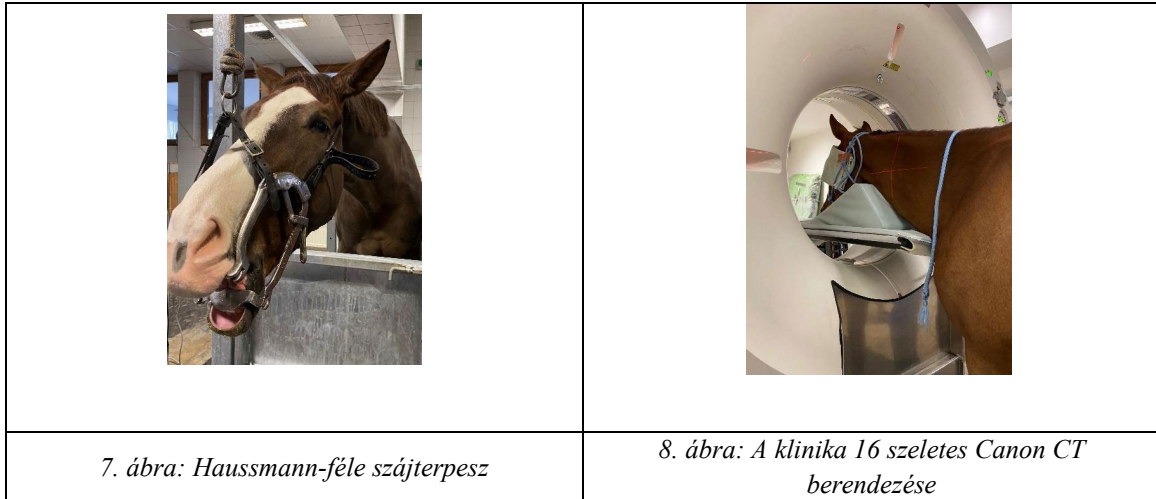 7. ábra: Haussmann-féle szájterpesz
8. ábra: A klinika 16 szeletes Canon CT
berendezése